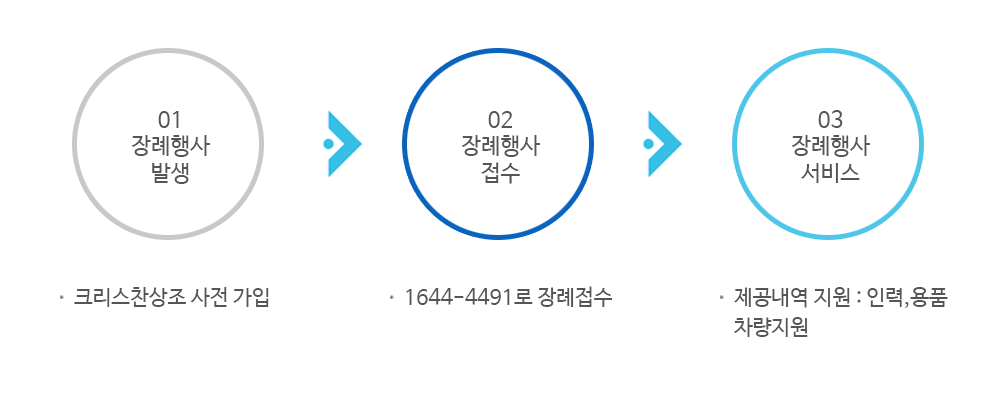 01
장례행사
발생
02
장례행사
접수
03
장례행사
서비스
· 크리스찬상조 사전 가입
· 1644-4491로 장례접수
· 제공내역 지원 : 인력,용품
차량지원